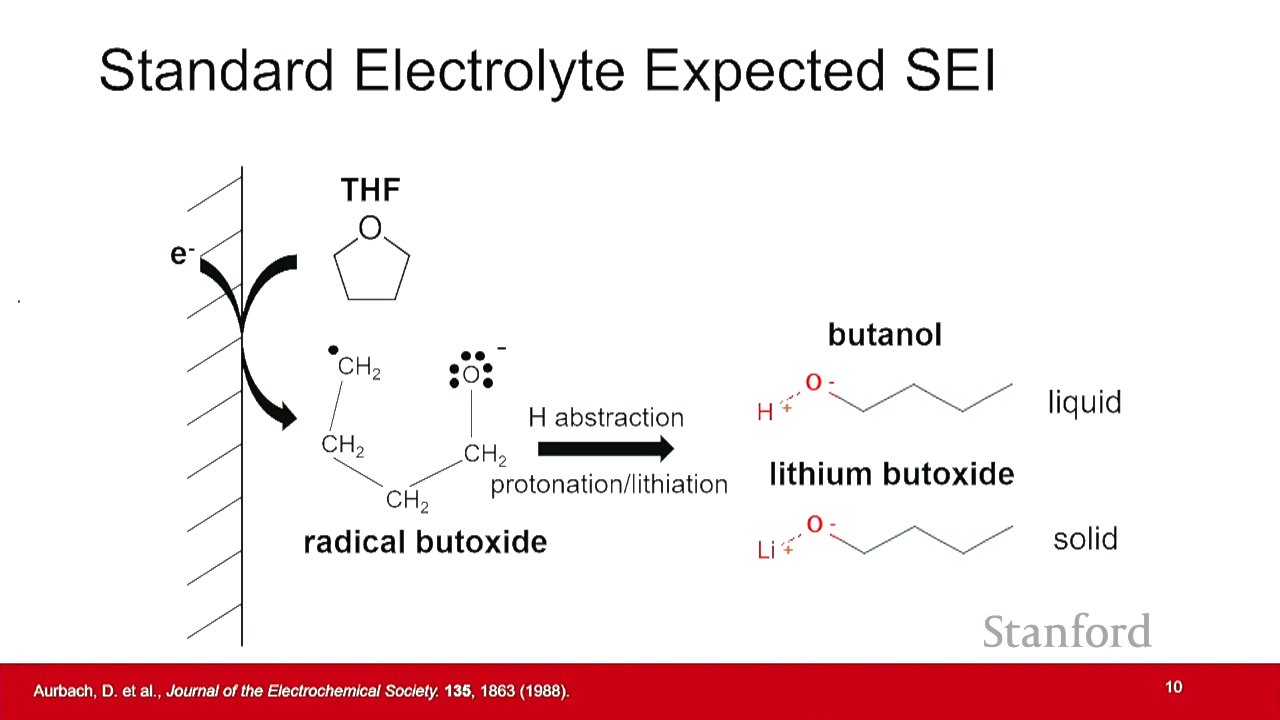 Standard Electrolyte Expected SEI
THF
O
e-
•CH2
O -
CH2
CH2
CH2
radical butoxide
H abstraction
protonation/lithiation
butanol
H+ O-
liquid
lithium butoxide
Li+ O-
solid
Stanford
Aurbach, D. et al., Journal of the Electrochemical Society. 135, 1863 (1988).
10